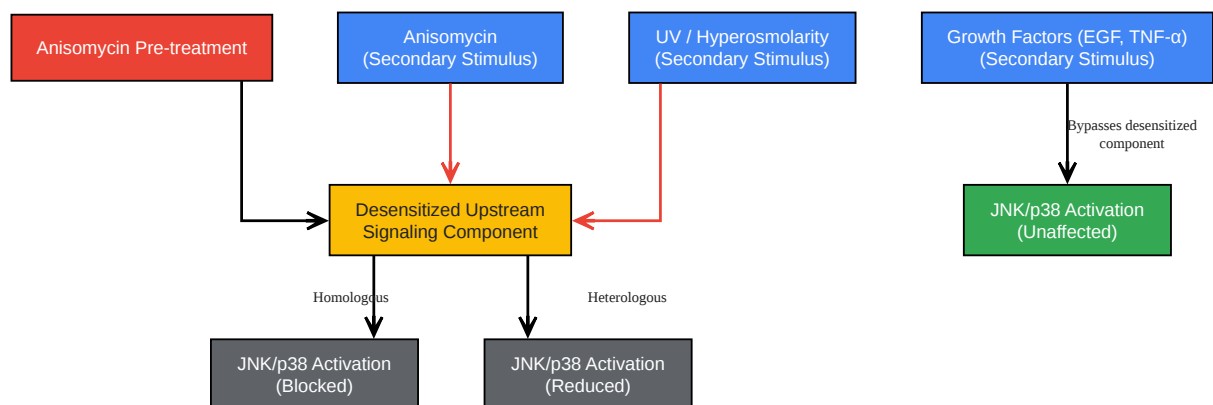 Anisomycin Pre-treatment
Anisomycin
(Secondary Stimulus)
UV / Hyperosmolarity
(Secondary Stimulus)
Growth Factors (EGF, TNF-α)
(Secondary Stimulus)
Bypasses desensitized
component
Desensitized Upstream
Signaling Component
JNK/p38 Activation
(Unaffected)
Homologous
Heterologous
JNK/p38 Activation
(Blocked)
JNK/p38 Activation
(Reduced)